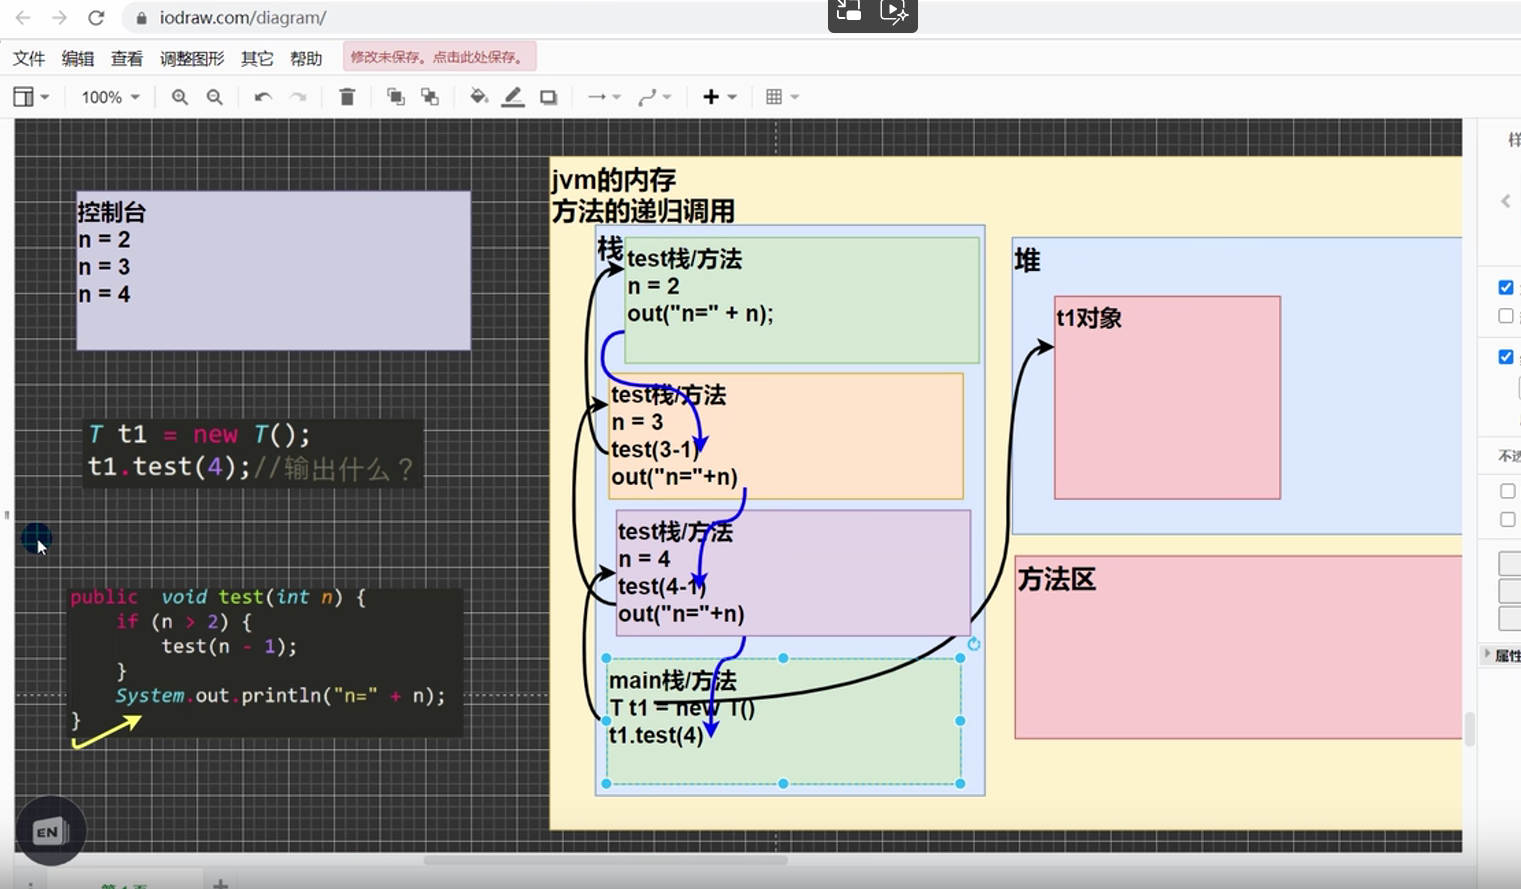 iodraw.com/diagram/
文件 编辑 查看 调整图形 其它 帮助 修改未保存。点击此处保存。
100%
控制台
n = 2
n = 3
n = 4
T t1 = new T();
t1.test(4);//输出什么？
public void test(int n) {
if (n > 2) {
test(n - 1);
}
System.out.println("n=" + n);
}
jvm的内存
方法的递归调用
栈
test栈/方法
n = 2
out("n=" + n);
test栈/方法
n = 3
test(3-1)
out("n="+n)
test栈/方法
n = 4
test(4-1)
out("n="+n)
main栈/方法
T t1 = new T()
t1.test(4)
堆
t1对象
方法区
属性
EN